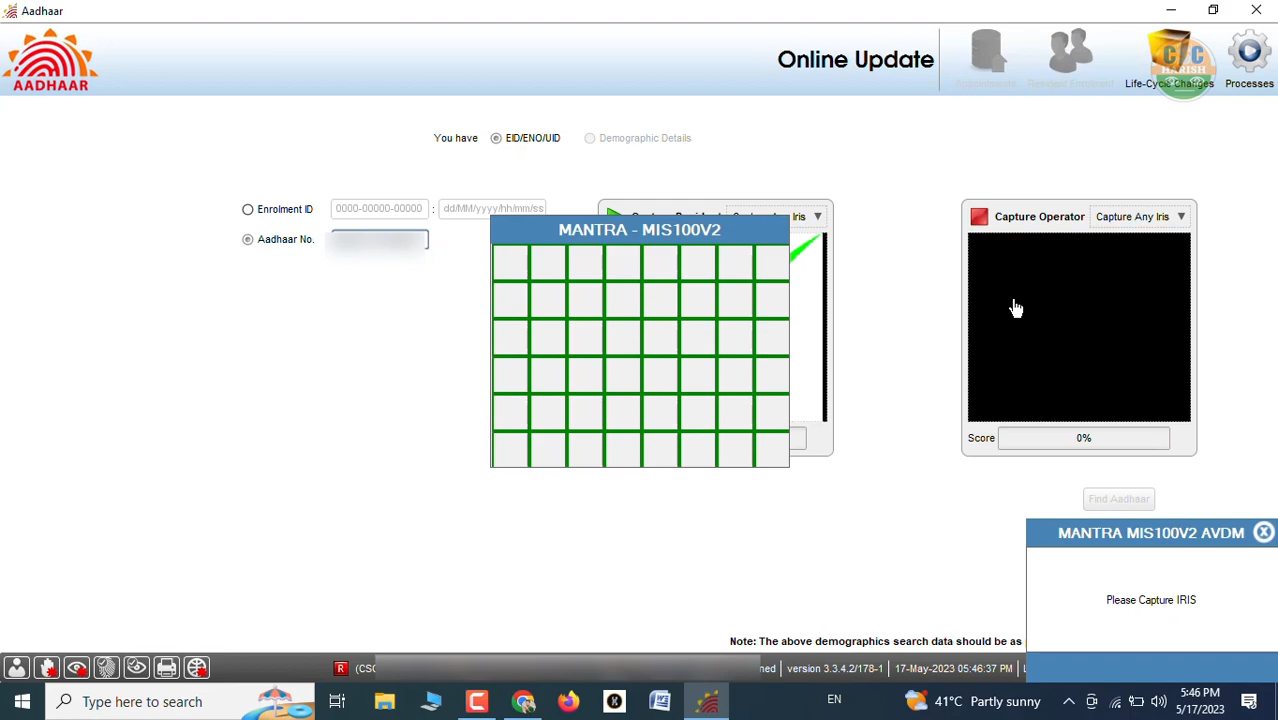 Aadhaar
AADHAAR
Online Update
Life-Cycle Changes
Processes
CSC
HARISH
You have
EID/ENO/UID
Demographic Details
Enrolment ID
0000-00000-00000
:
dd/MM/yyyy/hh/mm/ss
Aadhaar No.
Iris
MANTRA - MIS100V2
Capture Operator
Capture Any Iris
Score
0%
Find Aadhaar
MANTRA MIS100V2 AVDM
Please Capture IRIS
Note: The above demographics search data should be as
R
(CSC
version 3.3.4.2/178-1
17-May-2023 05:46:37 PM
Type here to search
K
W
EN
41°C Partly sunny
5:46 PM
5/17/2023